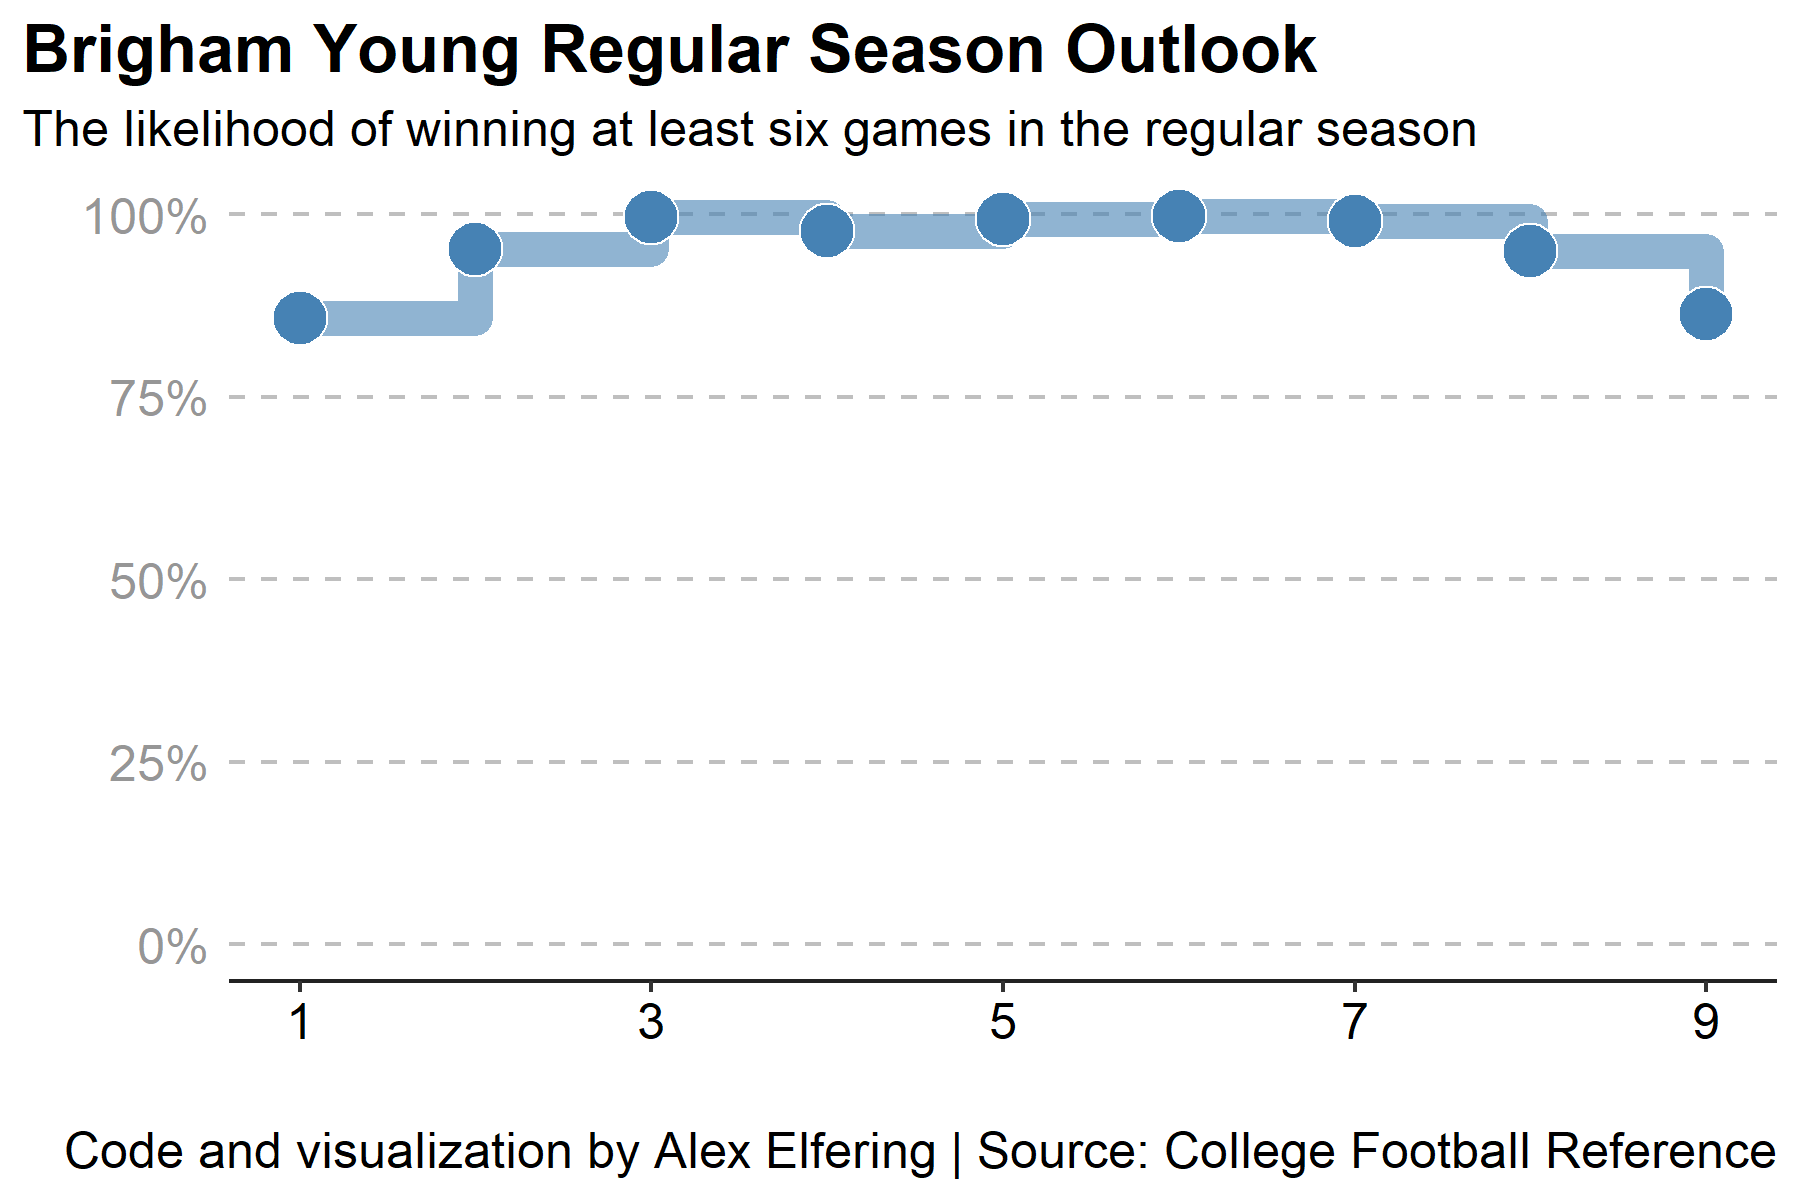 Brigham Young Regular Season Outlook
The likelihood of winning at least six games in the regular season
100%
75%
50%
25%
0%
1 3 5 7 9
Code and visualization by Alex Elfering | Source: College Football Reference